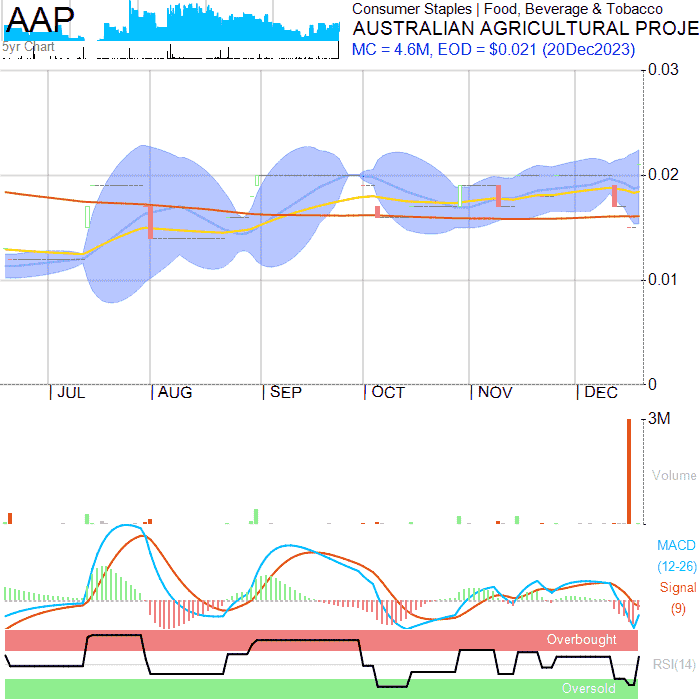 AAP
5yr Chart
Consumer Staples | Food, Beverage & Tobacco
AUSTRALIAN AGRICULTURAL PROJE
MC = 4.6M, EOD = $0.021 (20Dec2023)
0.03
0.02
0.01
0
JUL AUG SEP OCT NOV DEC
3M
Volume
MACD
(12-26)
Signal
(9)
Overbought
RSI(14)
Oversold